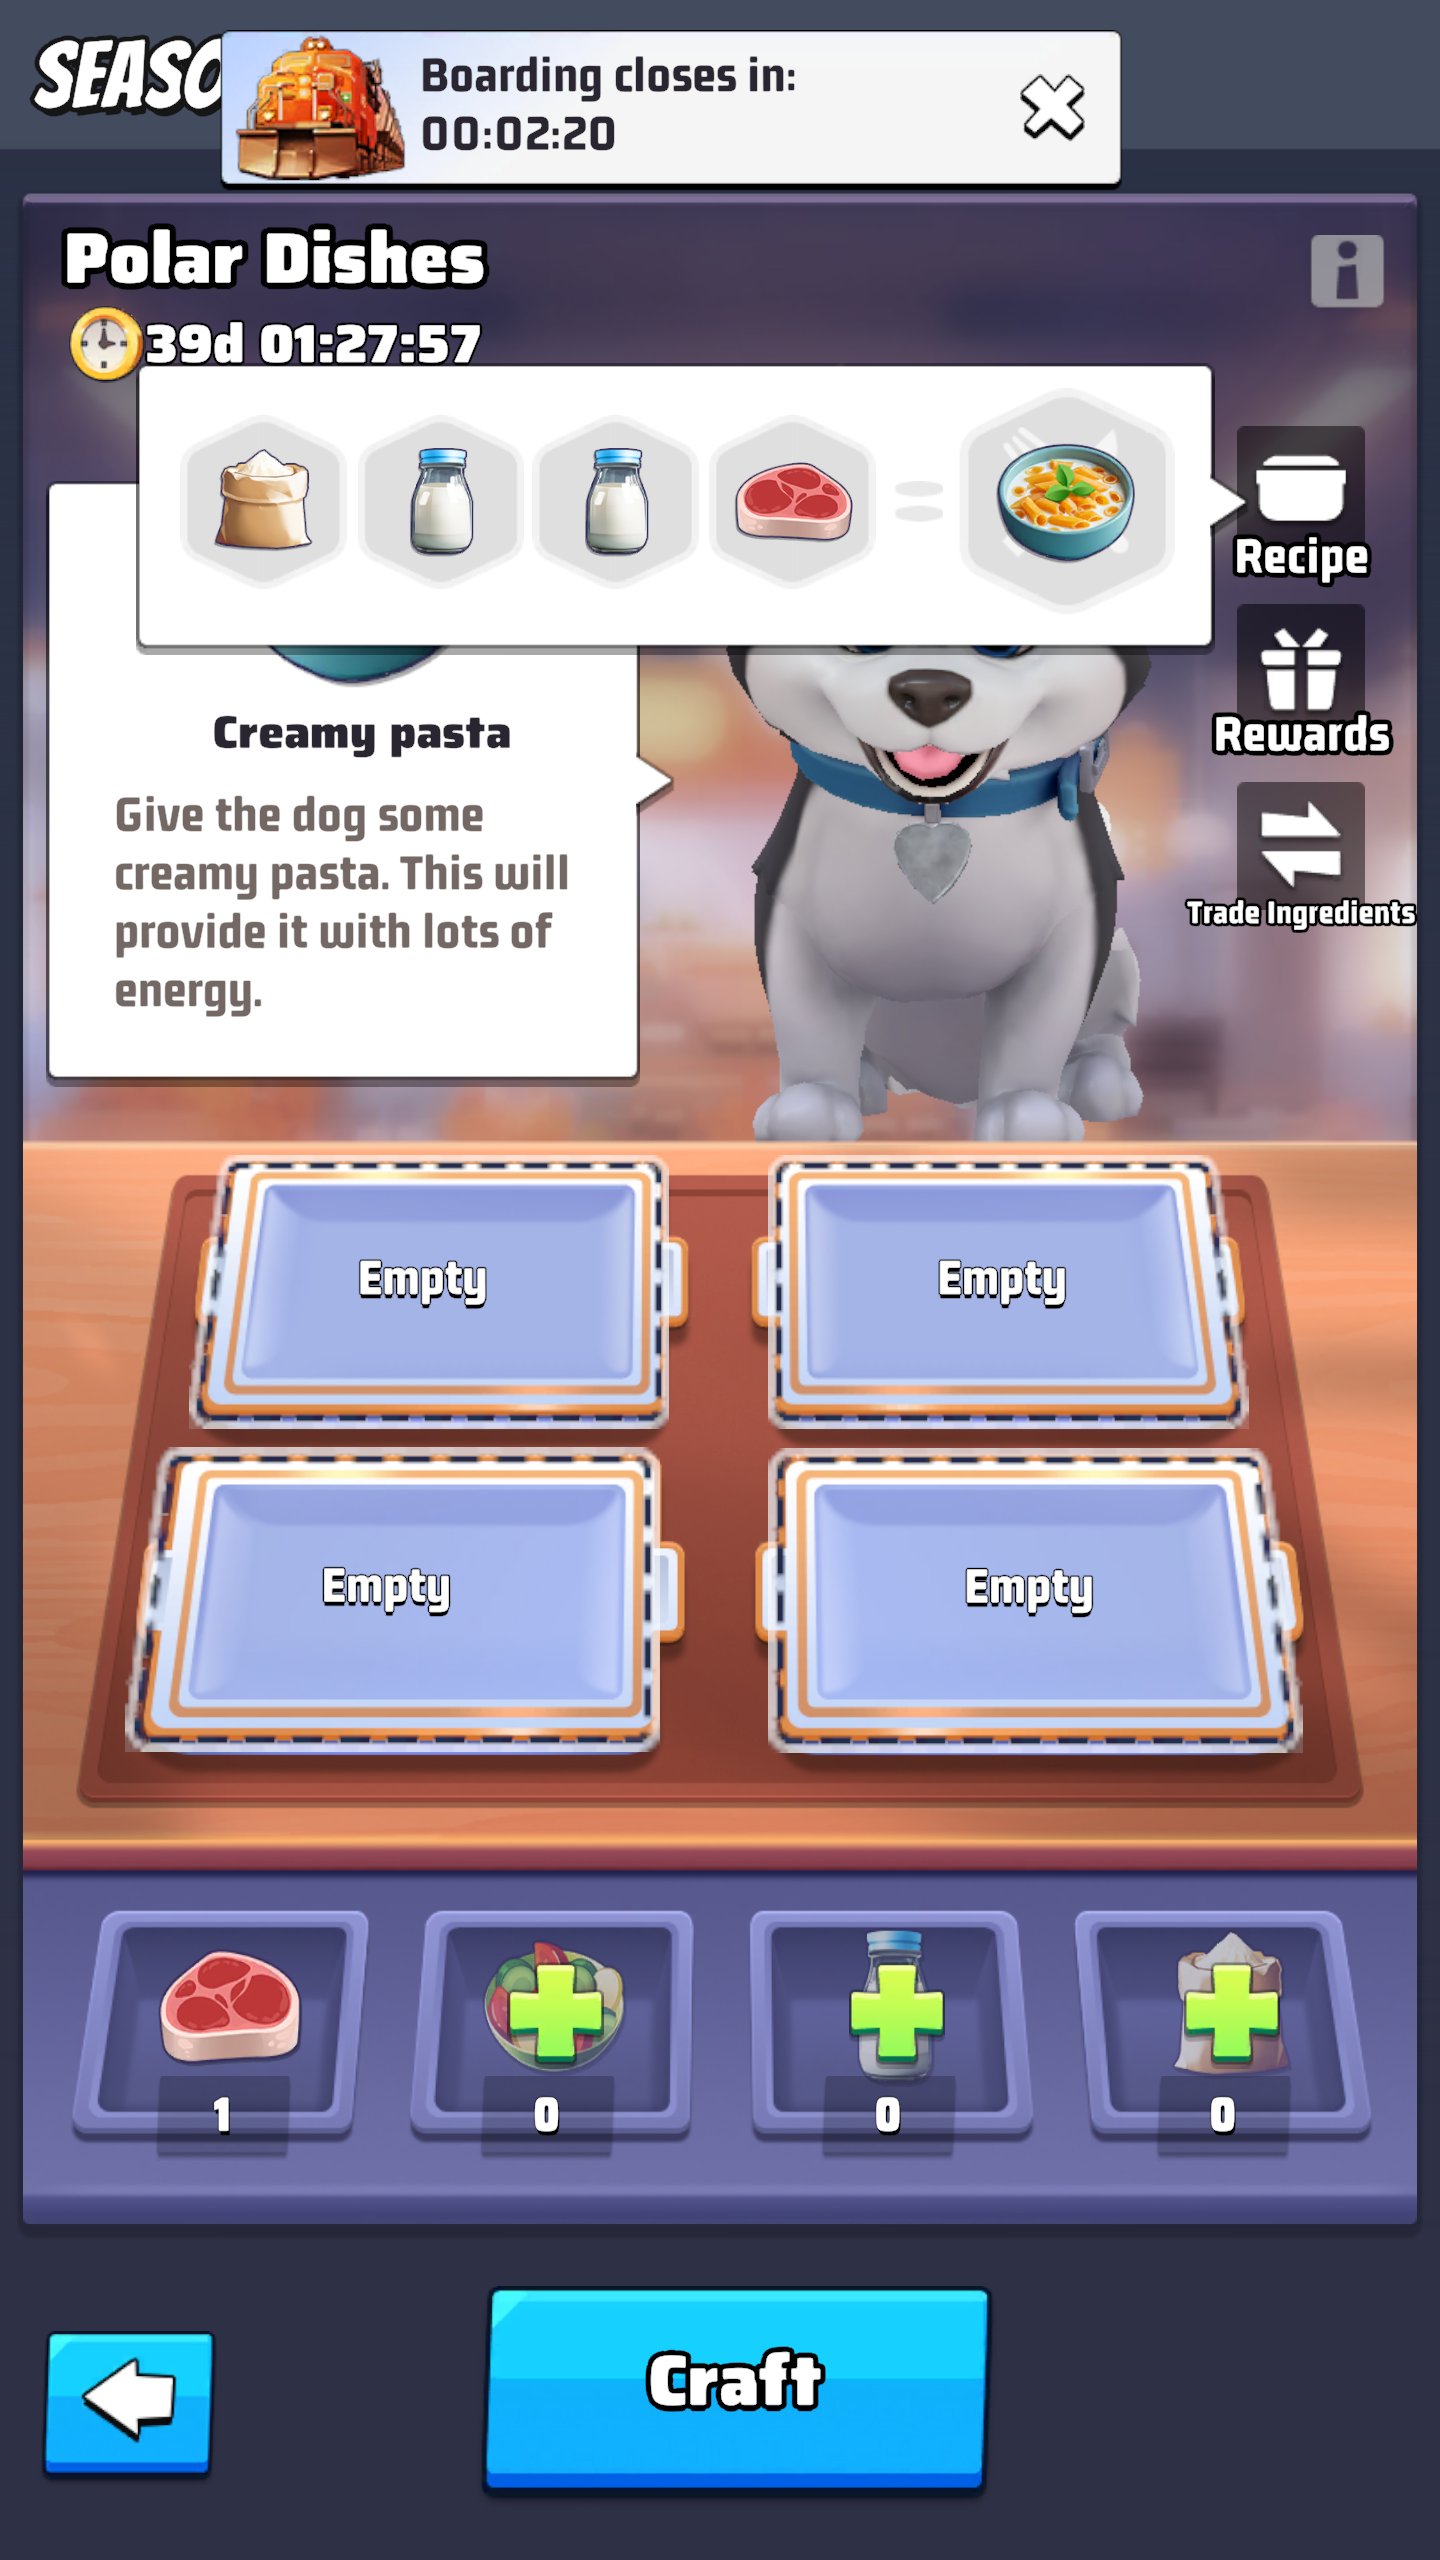 SEASO
Boarding closes in:
00:02:20
Polar Dishes
39d 01:27:57
Recipe
Rewards
Trade Ingredients
Creamy pasta
Give the dog some
creamy pasta. This will
provide it with lots of
energy.
Empty
Empty
Empty
Empty
1
0
0
0
Craft